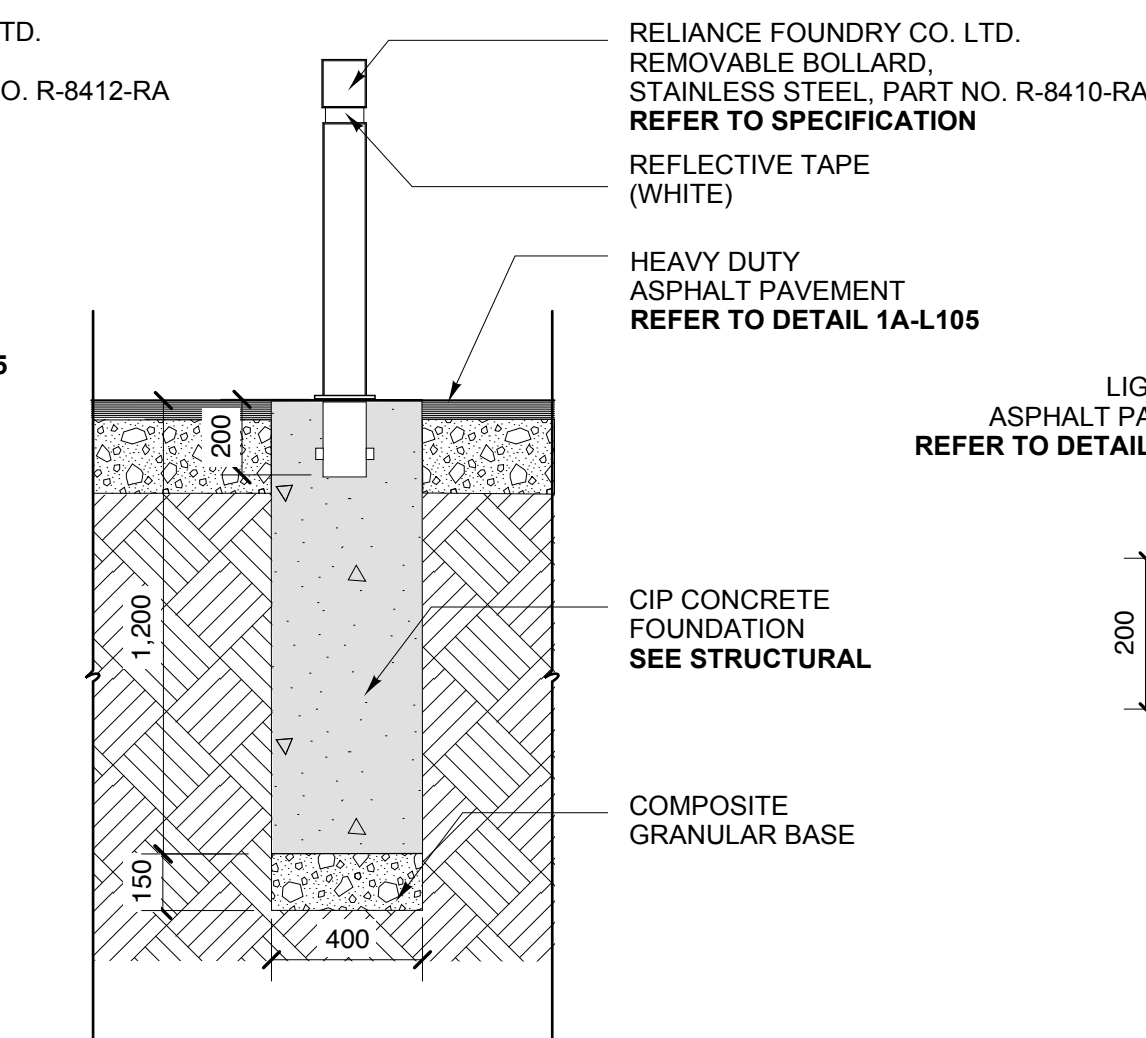 TD.
O. R-8412-RA
5
RELIANCE FOUNDRY CO. LTD.
REMOVABLE BOLLARD,
STAINLESS STEEL, PART NO. R-8410-RA
REFER TO SPECIFICATION
REFLECTIVE TAPE
(WHITE)
HEAVY DUTY
ASPHALT PAVEMENT
REFER TO DETAIL 1A-L105
LIG
ASPHALT PA
REFER TO DETAIL
200
1,200
CIP CONCRETE
FOUNDATION
SEE STRUCTURAL
200
COMPOSITE
GRANULAR BASE
150
400